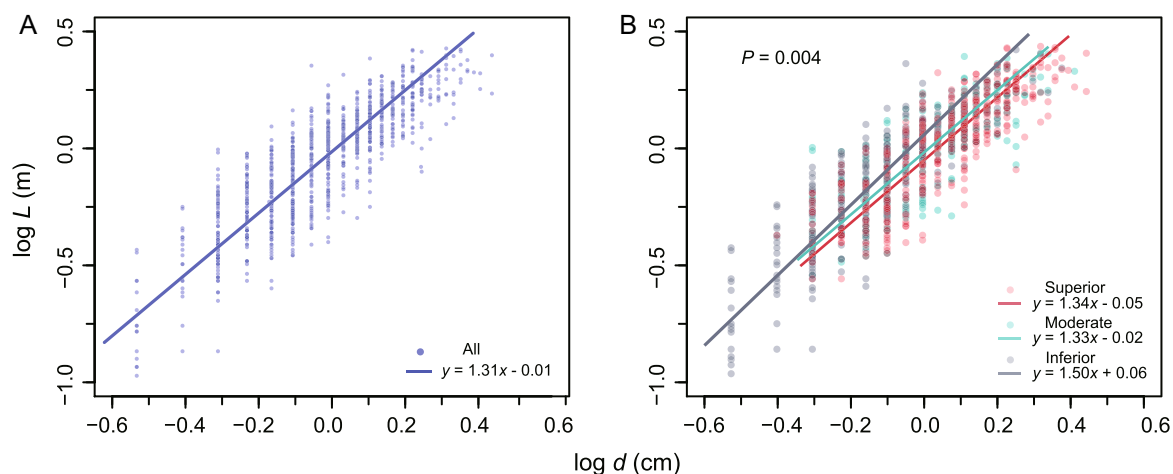 A
B
0.5
0.0
−0.5
−1.0
log L (m)
−0.6
−0.4
−0.2
0.0
0.2
0.4
0.6
All
y = 1.31x - 0.01
0.5
0.0
−0.5
−1.0
−0.6
−0.4
−0.2
0.0
0.2
0.4
0.6
P = 0.004
Superior
y = 1.34x - 0.05
Moderate
y = 1.33x - 0.02
Inferior
y = 1.50x + 0.06
log d (cm)